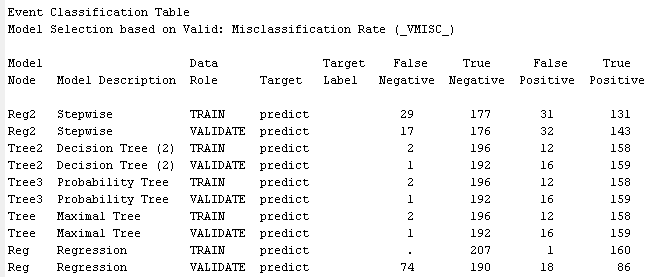 Event Classification Table
Model Selection based on Valid: Misclassification Rate (_VMISC_)
Model Data Target False True False True
Node Model Description Role Target Label Negative Negative Positive Positive
Reg2 Stepwise TRAIN predict 29 177 31 131
Reg2 Stepwise VALIDATE predict 17 176 32 143
Tree2 Decision Tree (2) TRAIN predict 2 196 12 158
Tree2 Decision Tree (2) VALIDATE predict 1 192 16 159
Tree3 Probability Tree TRAIN predict 2 196 12 158
Tree3 Probability Tree VALIDATE predict 1 192 16 159
Tree Maximal Tree TRAIN predict 2 196 12 158
Tree Maximal Tree VALIDATE predict 1 192 16 159
Reg Regression TRAIN predict . 207 1 160
Reg Regression VALIDATE predict 74 190 18 86